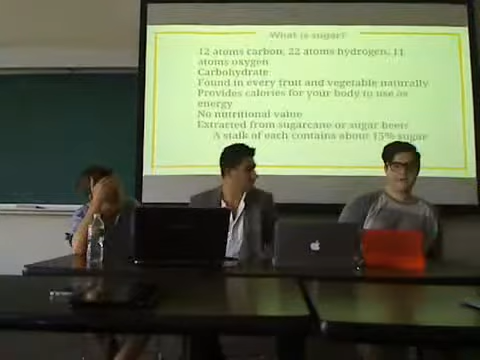 What is sugar?
12 atoms carbon, 22 atoms hydrogen, 11
atoms oxygen
Carbohydrate
Found in every fruit and vegetable naturally
Provides calories for your body to use as
energy
No nutritional value
Extracted from sugarcane or sugar beets
A stalk of each contains about 15% sugar